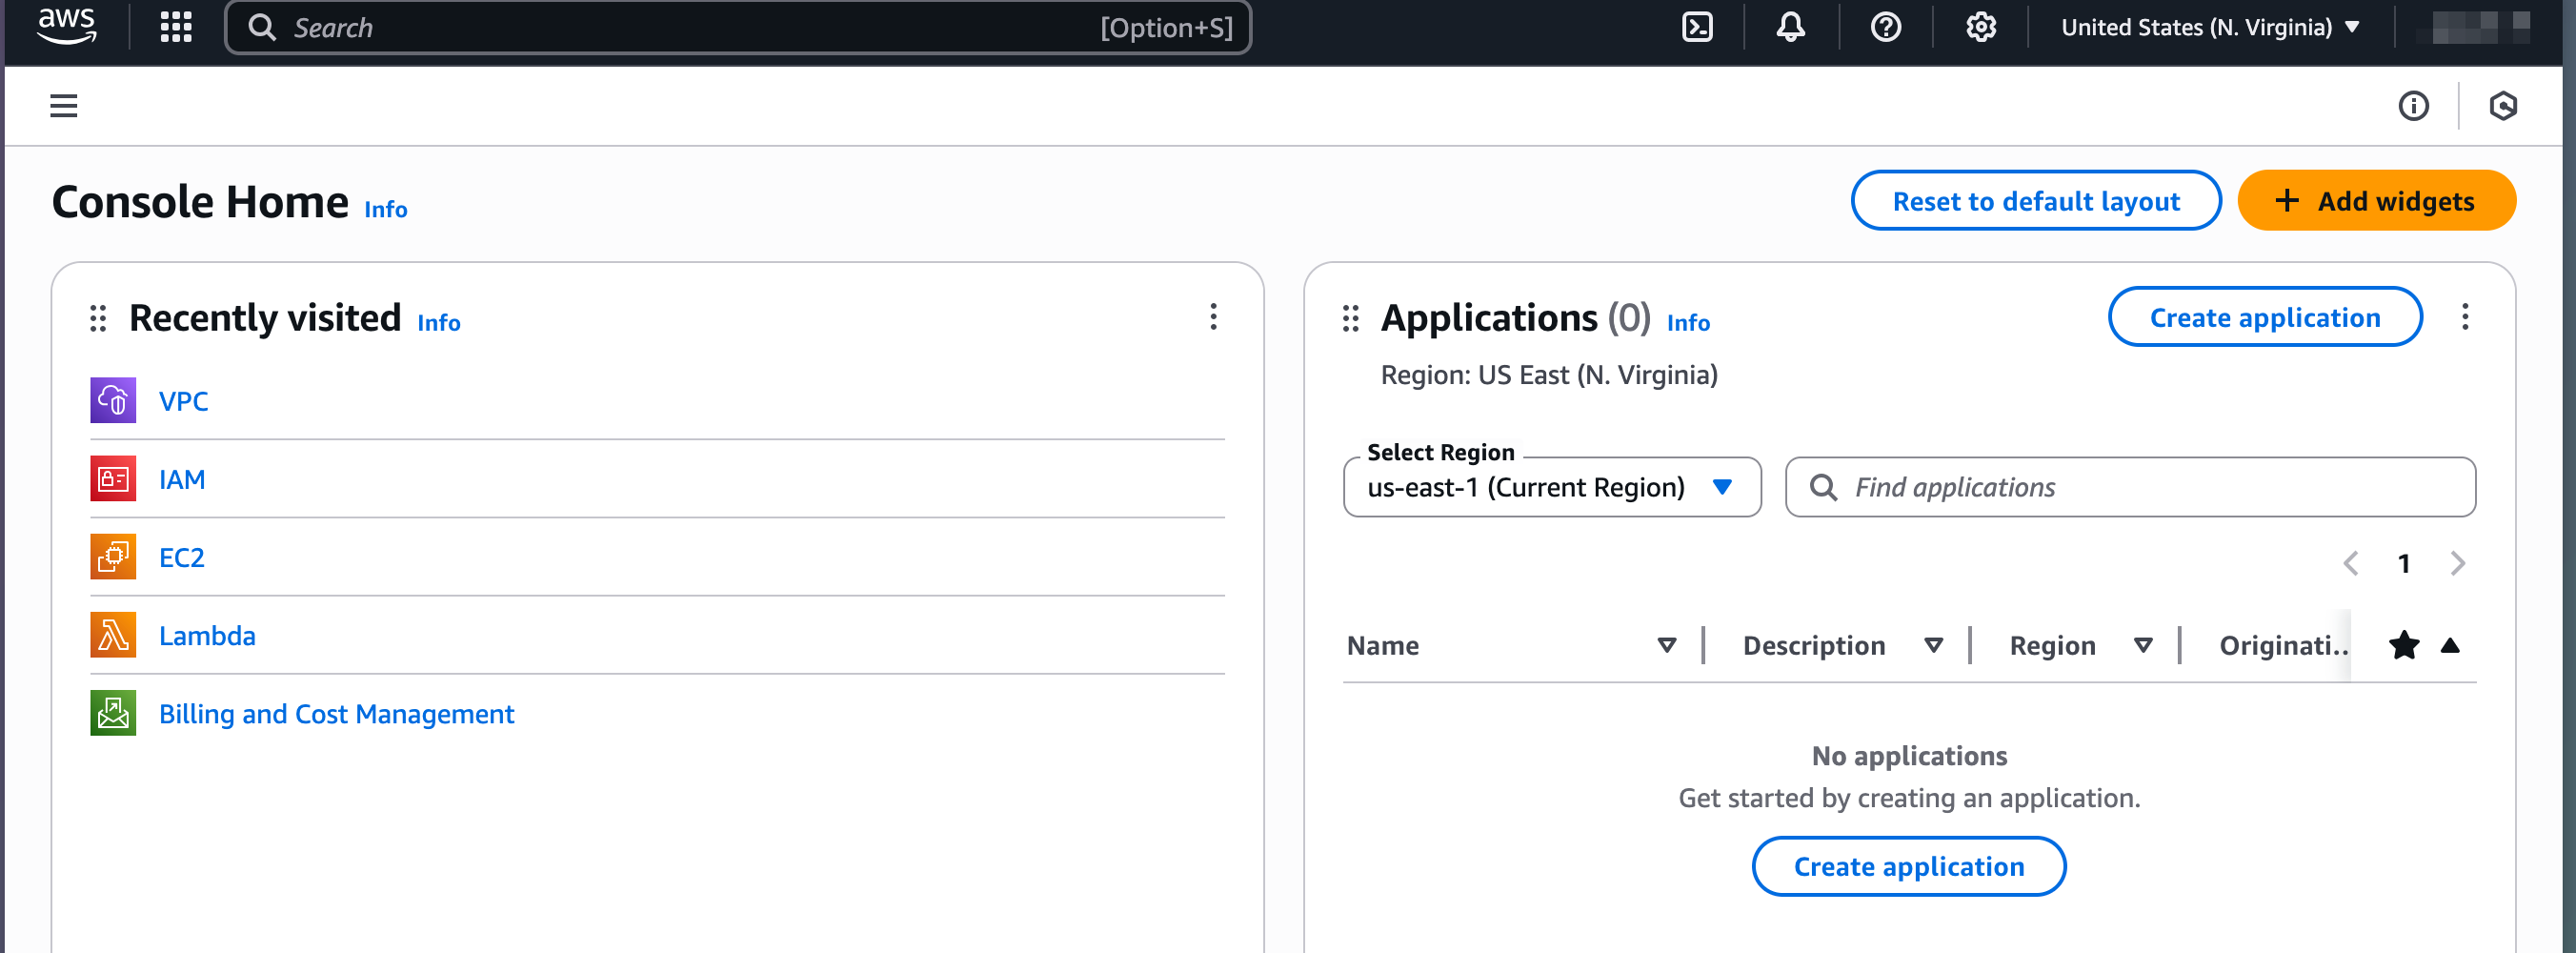 aws
Search [Option+S]
United States (N. Virginia)
Console Home Info
Reset to default layout
+ Add widgets
Recently visited Info
VPC
IAM
EC2
Lambda
Billing and Cost Management
Applications (0) Info
Create application
Region: US East (N. Virginia)
Select Region
us-east-1 (Current Region)
Find applications
1
Name Description Region Originati...
No applications
Get started by creating an application.
Create application